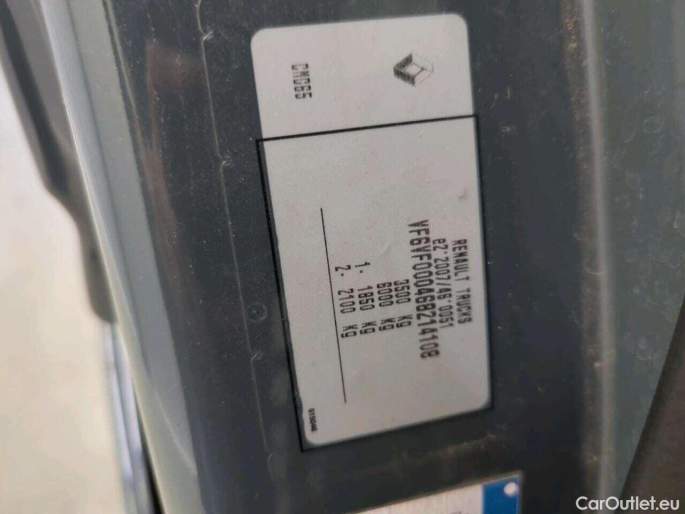 CMD65
RENAULT TRUCKS
e2*2007/46*0051
VF6VF000468214108
3500 kg
6000 kg
1- 1850 kg
2- 2100 kg
CarOutlet.eu